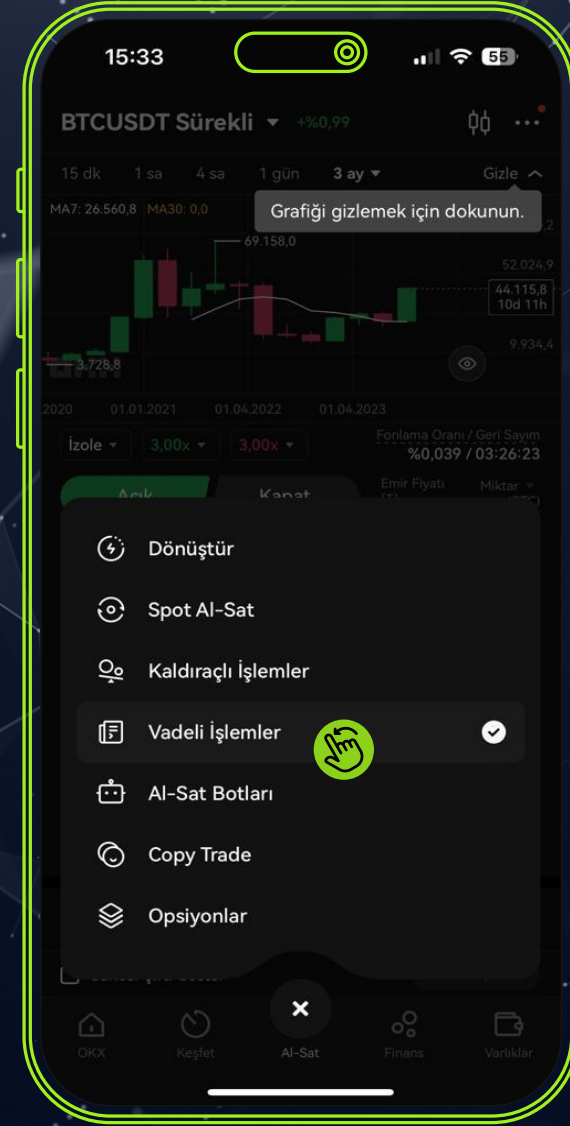 15:33
55
BTCUSDT Sürekli +%0,99
15 dk 1 sa 4 sa 1 gün 3 ay Gizle
MA7: 26.560,8 MA30: 0,0
Grafiği gizlemek için dokunun.
69.158,0
52.024,9
44.115,8
10d 11h
9.934,4
3.728,8
2020 01.01.2021 01.04.2022 01.04.2023
İzole 3,00x 3,00x
Fonlama Oranı / Geri Sayım
%0,039 / 03:26:23
Açık Kapat
Emir Fiyatı Miktar
Dönüştür
Spot Al-Sat
Kaldıraçlı İşlemler
Vadeli İşlemler
Al-Sat Botları
Copy Trade
Opsiyonlar
OKX Keşfet Al-Sat Finans Varlıklar